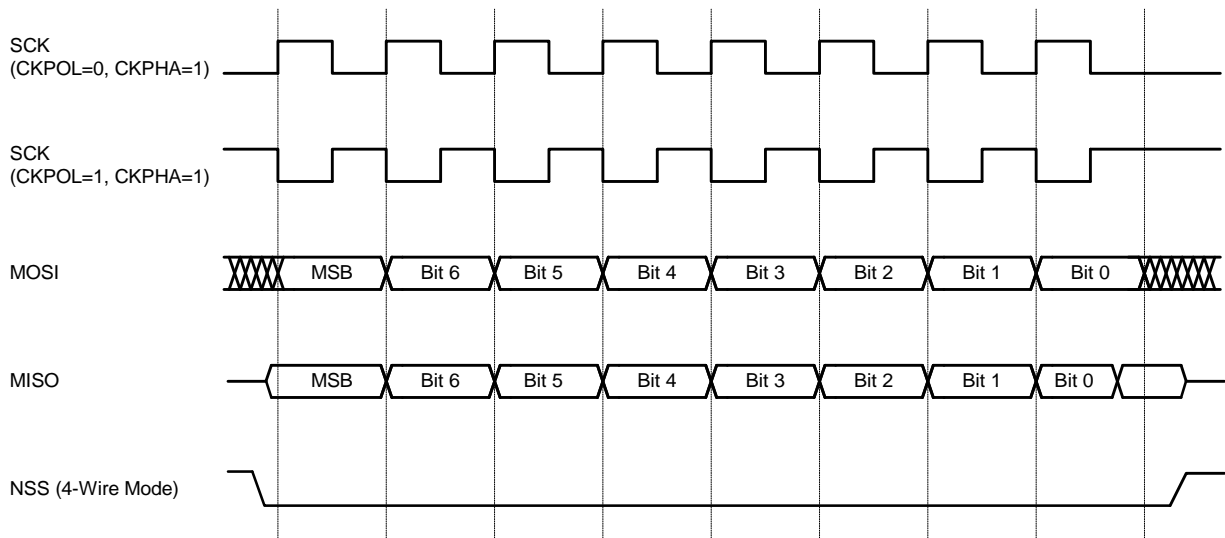 SCK
(CKPOL=0, CKPHA=1)
SCK
(CKPOL=1, CKPHA=1)
MOSI
MSB Bit 6 Bit 5 Bit 4 Bit 3 Bit 2 Bit 1 Bit 0
MISO
MSB Bit 6 Bit 5 Bit 4 Bit 3 Bit 2 Bit 1 Bit 0
NSS (4-Wire Mode)